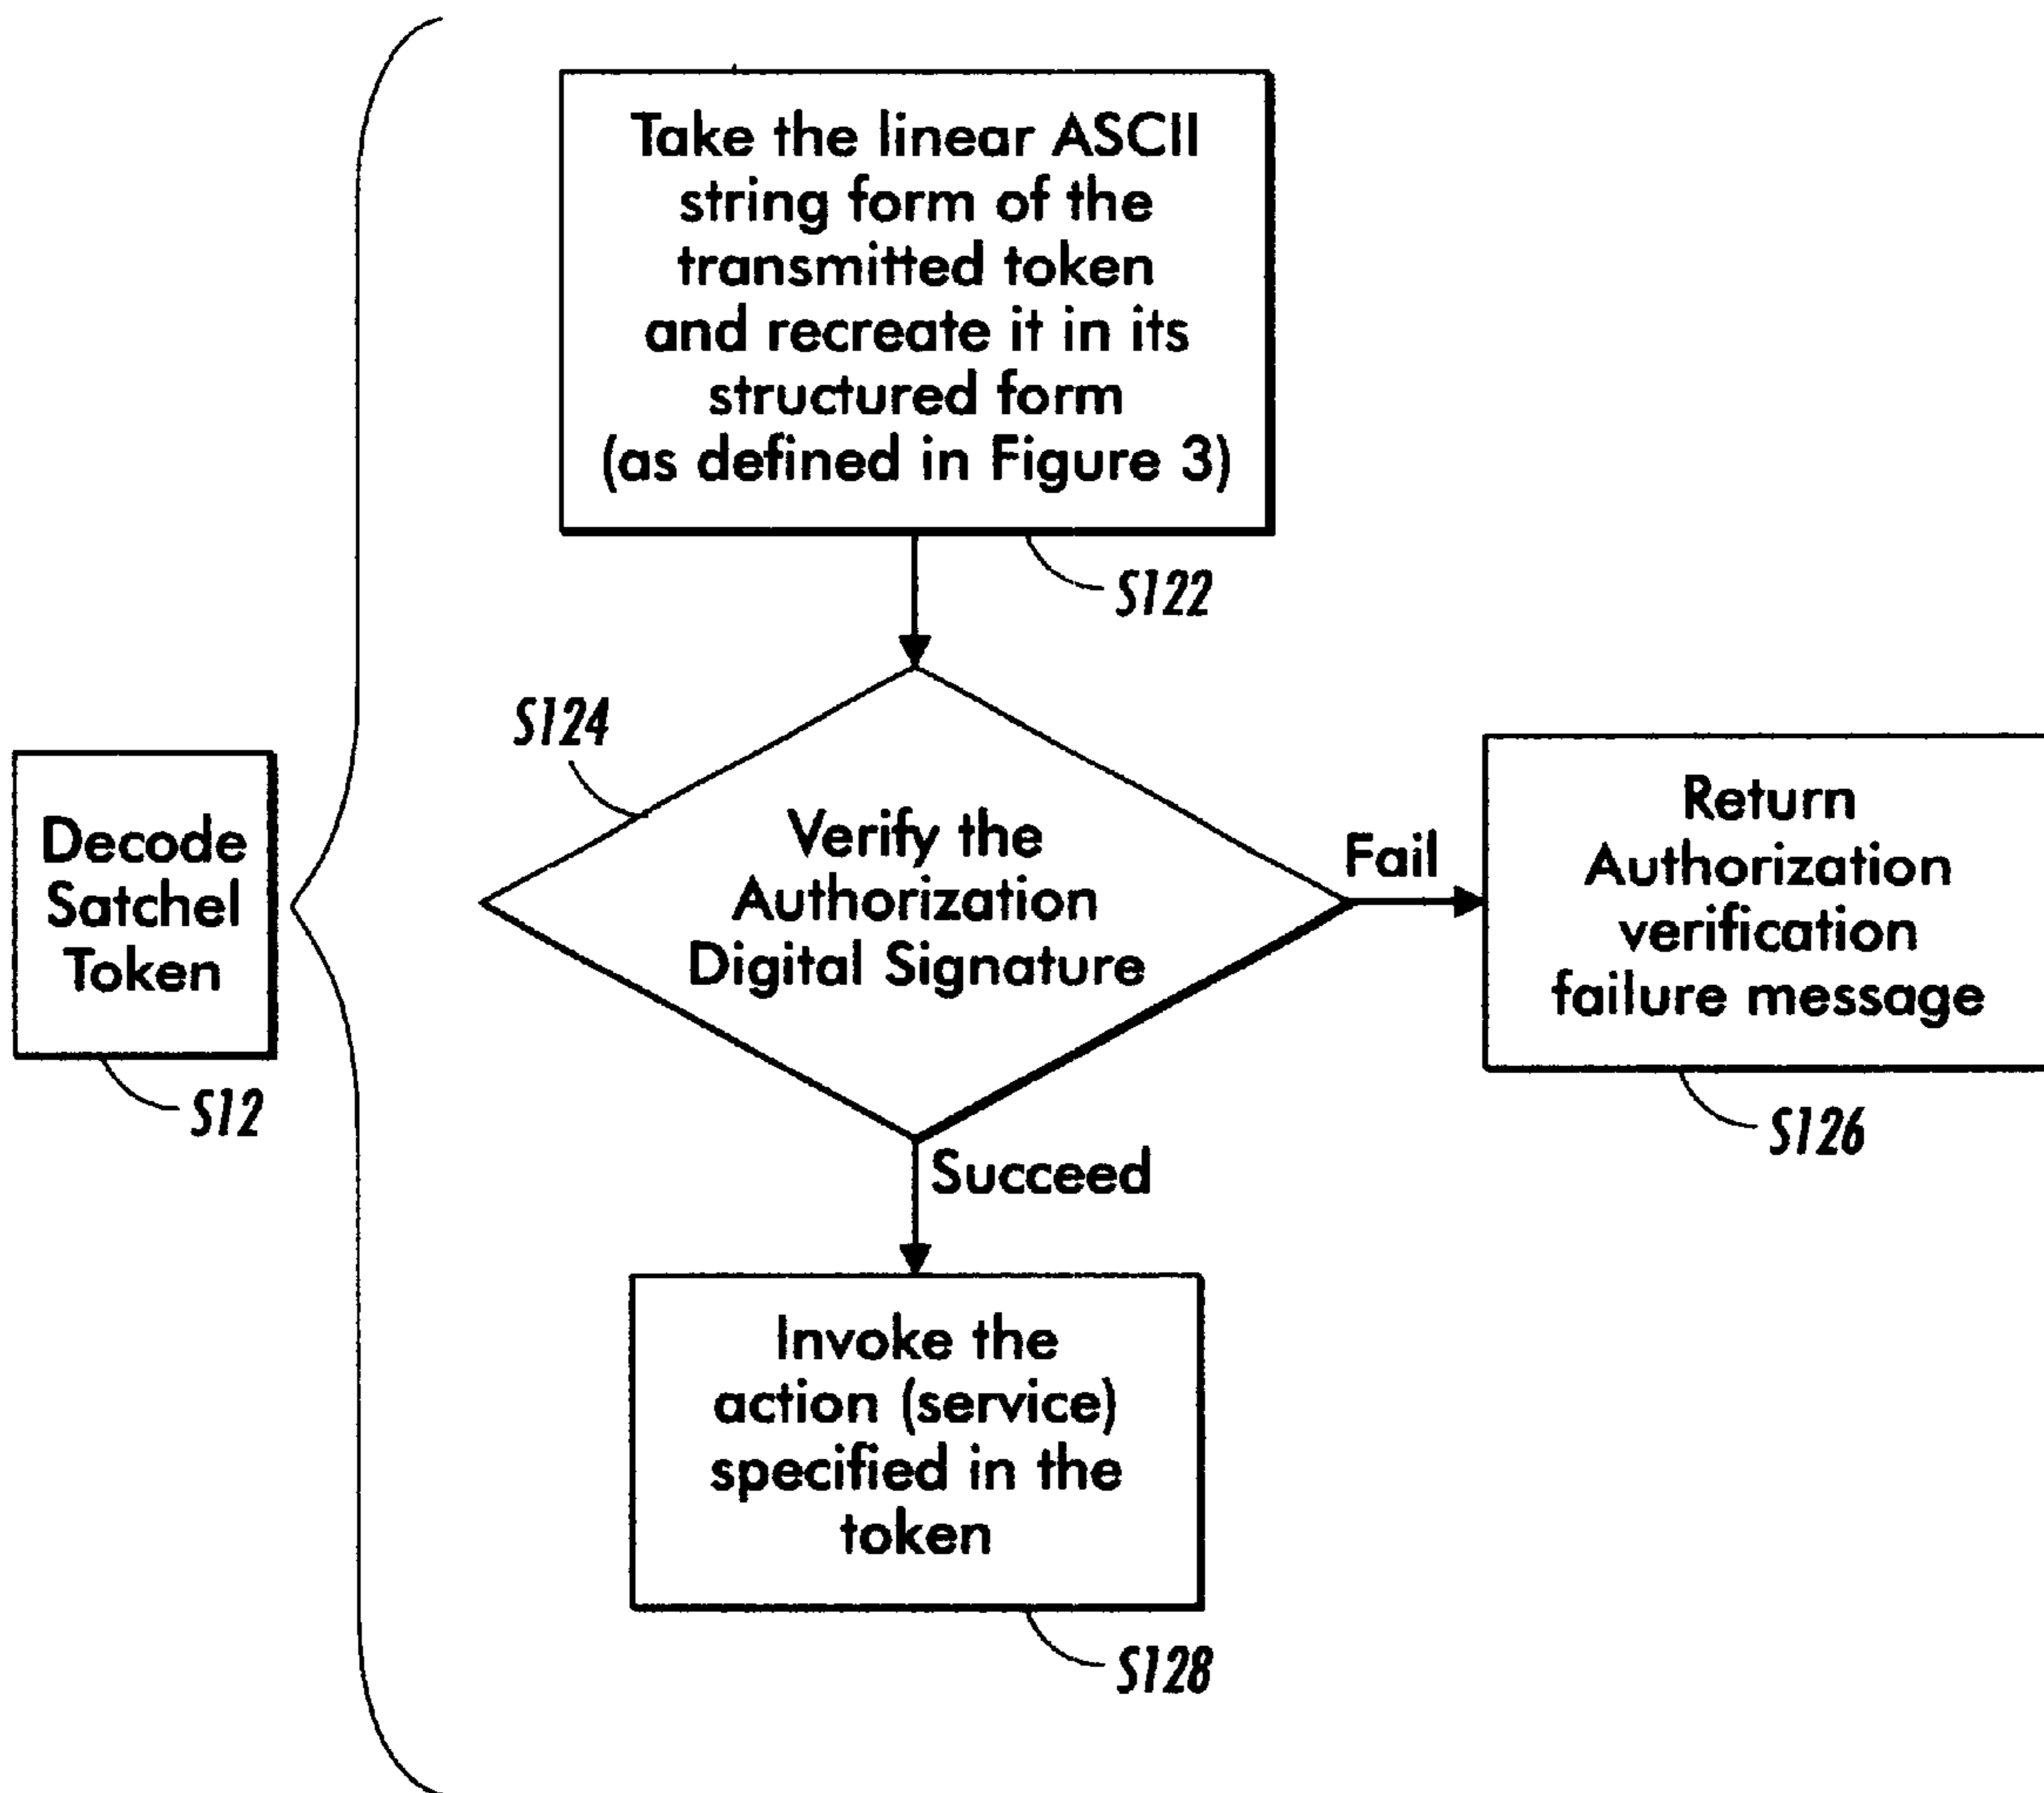 Take the linear ASCII
string form of the
transmitted token
and recreate it in its
structured form
(as defined in Figure 3)
S122
S124
Decode
Satchel
Token
S12
Verify the
Authorization
Digital Signature
Fail
Return
Authorization
verification
failure message
S126
Succeed
Invoke the
action (service)
specified in the
token
S128